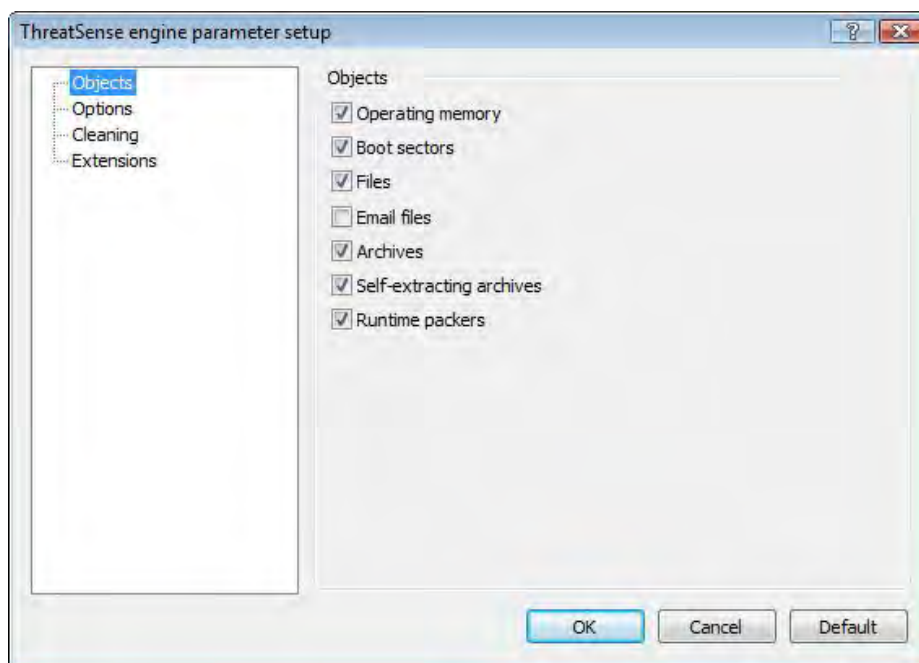 ThreatSense engine parameter setup
Objects
Options
Cleaning
Extensions
Objects
Operating memory
Boot sectors
Files
Email files
Archives
Self-extracting archives
Runtime packers
OK
Cancel
Default